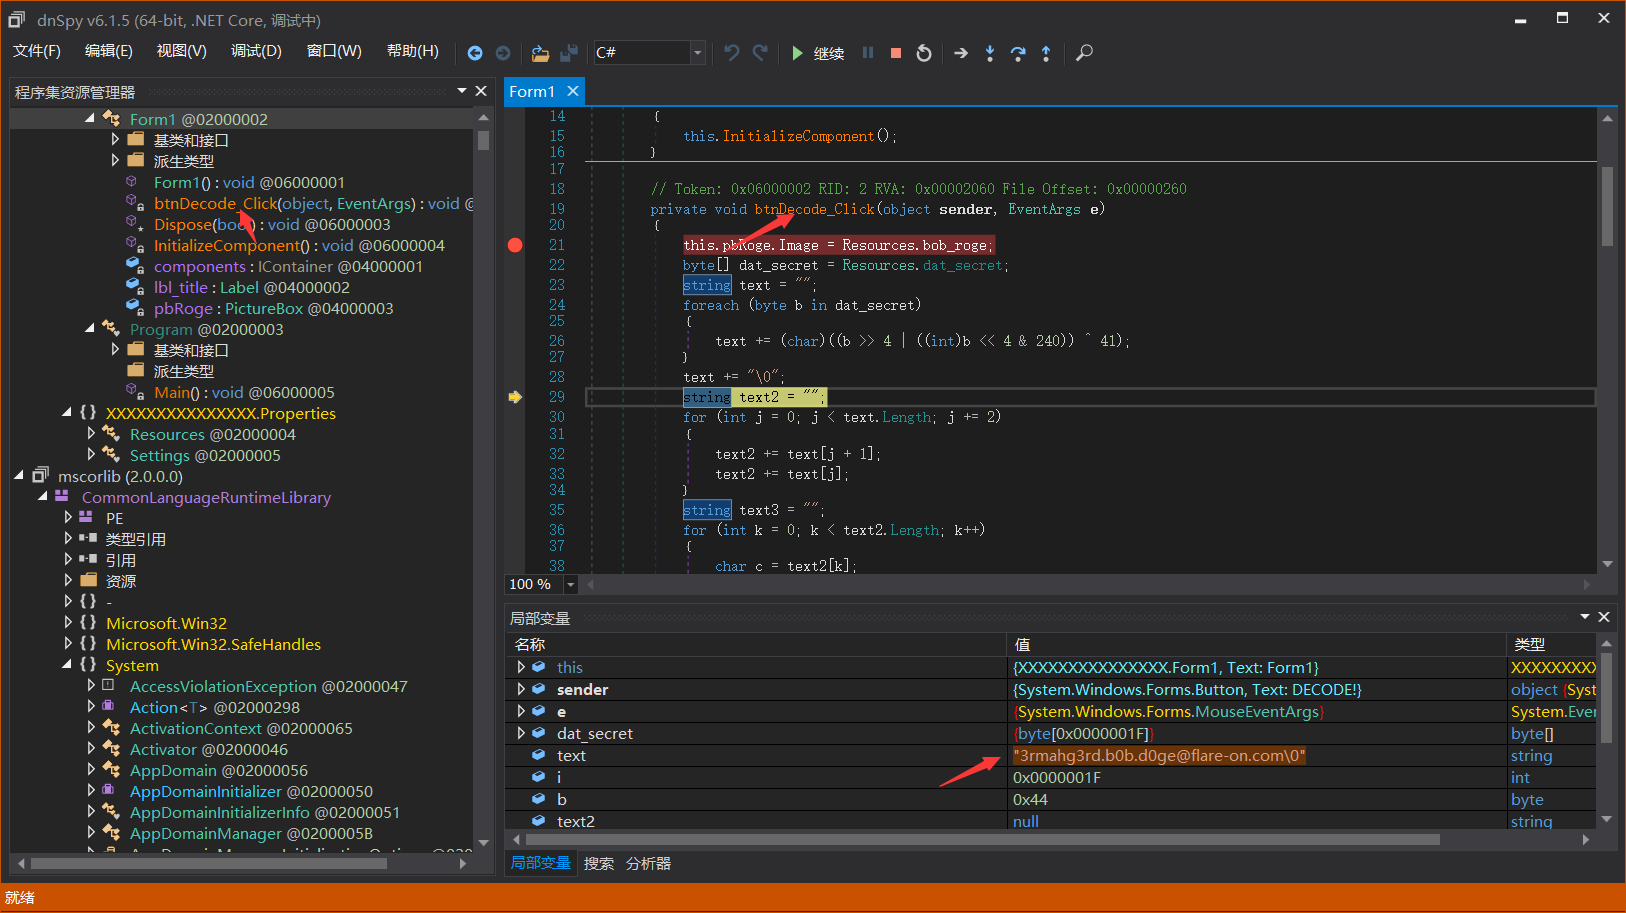 dnSpy v6.1.5 (64-bit, .NET Core, 调试中)
文件(F) 编辑(E) 视图(V) 调试(D) 窗口(W) 帮助(H) C# 继续
程序集资源管理器
Form1 @02000002
基类和接口
派生类型
Form1() : void @06000001
btnDecode_Click(object, EventArgs) : void @
Dispose(bool) : void @06000003
InitializeComponent() : void @06000004
components : IContainer @04000001
lbl_title : Label @04000002
pbRoge : PictureBox @04000003
Program @02000003
基类和接口
派生类型
Main() : void @06000005
{ } XXXXXXXXXXXXXXX.Properties
Resources @02000004
Settings @02000005
mscorlib (2.0.0.0)
CommonLanguageRuntimeLibrary
PE
类型引用
引用
资源
{ } -
{ } Microsoft.Win32
{ } Microsoft.Win32.SafeHandles
{ } System
AccessViolationException @02000047
Action<T> @02000298
ActivationContext @02000065
Activator @02000046
AppDomain @02000056
AppDomainInitializer @02000050
AppDomainInitializerInfo @02000051
AppDomainManager @0200005B
Form1
14 {
15 this.InitializeComponent();
16 }
17
18 // Token: 0x06000002 RID: 2 RVA: 0x00002060 File Offset: 0x00000260
19 private void btnDecode_Click(object sender, EventArgs e)
20 {
21 this.pbRoge.Image = Resources.bob_roge;
22 byte[] dat_secret = Resources.dat_secret;
23 string text = "";
24 foreach (byte b in dat_secret)
25 {
26 text += (char)((b >> 4 | ((int)b << 4 & 240)) ^ 41);
27 }
28 text += "\0";
29 string text2 = "";
30 for (int j = 0; j < text.Length; j += 2)
31 {
32 text2 += text[j + 1];
33 text2 += text[j];
34 }
35 string text3 = "";
36 for (int k = 0; k < text2.Length; k++)
37 {
38 char c = text2[k];
100 %
局部变量
名称 值 类型
this {XXXXXXXXXXXXXXX.Form1, Text: Form1} XXXXXXXXX
sender {System.Windows.Forms.Button, Text: DECODE!} object {Syst
e {System.Windows.Forms.MouseEventArgs} System.Ever
dat_secret {byte[0x0000001F]} byte[]
text "3rmahg3rd.b0b.d0ge@flare-on.com\0" string
i 0x0000001F int
b 0x44 byte
text2 null string
局部变量 搜索 分析器
就绪